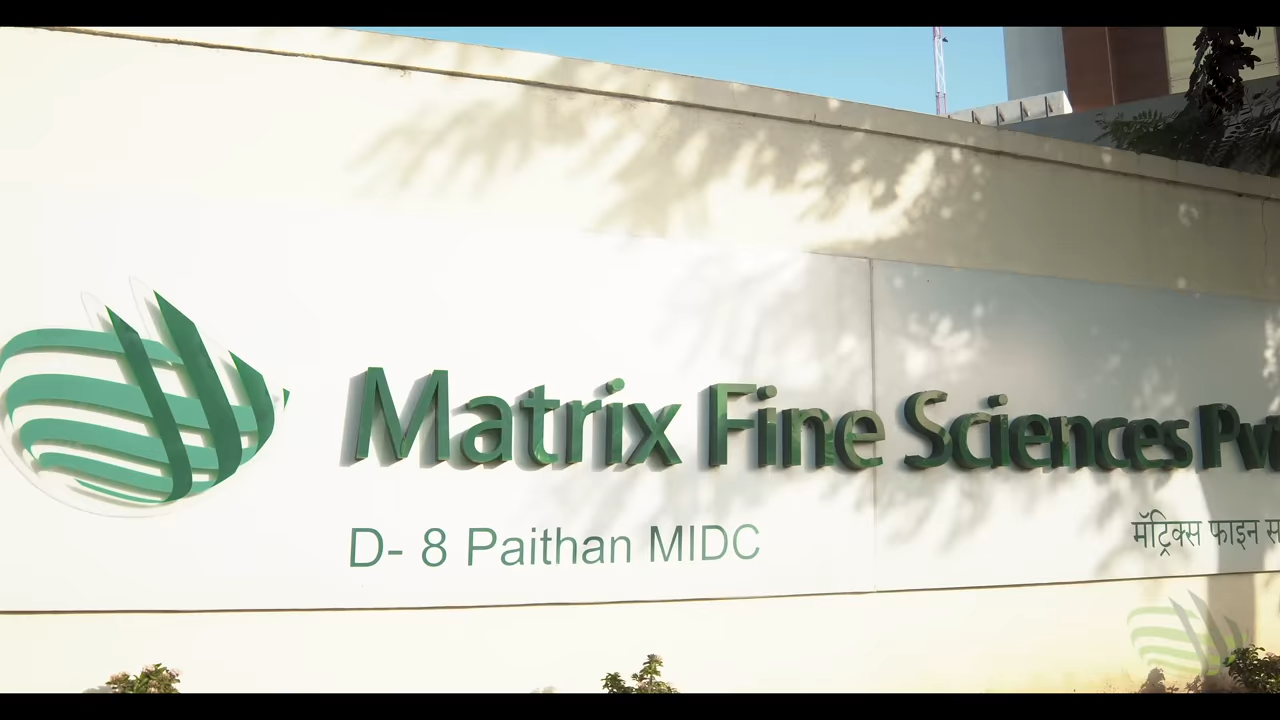 Matrix Fine Sciences Pvt
D- 8 Paithan MIDC
मॅट्रिक्स फाइन